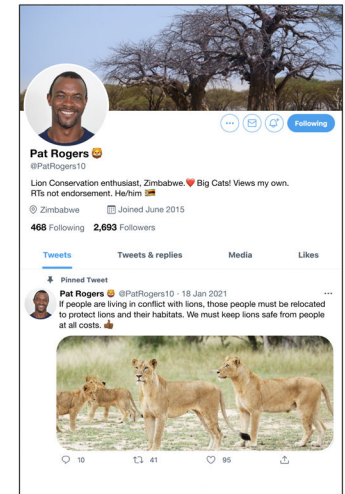 Following
Pat Rogers 🦁
@PatRogers10
Lion Conservation enthusiast, Zimbabwe.❤️ Big Cats! Views my own.
RTs not endorsement. He/him 🇿🇼
Zimbabwe Joined June 2015
468 Following 2,693 Followers
Tweets Tweets & replies Media Likes
Pinned Tweet
Pat Rogers 🦁 @PatRogers10 · 18 Jan 2021 ···
If people are living in conflict with lions, those people must be relocated
to protect lions and their habitats. We must keep lions safe from people
at all costs. 👍🏾
10 41 95